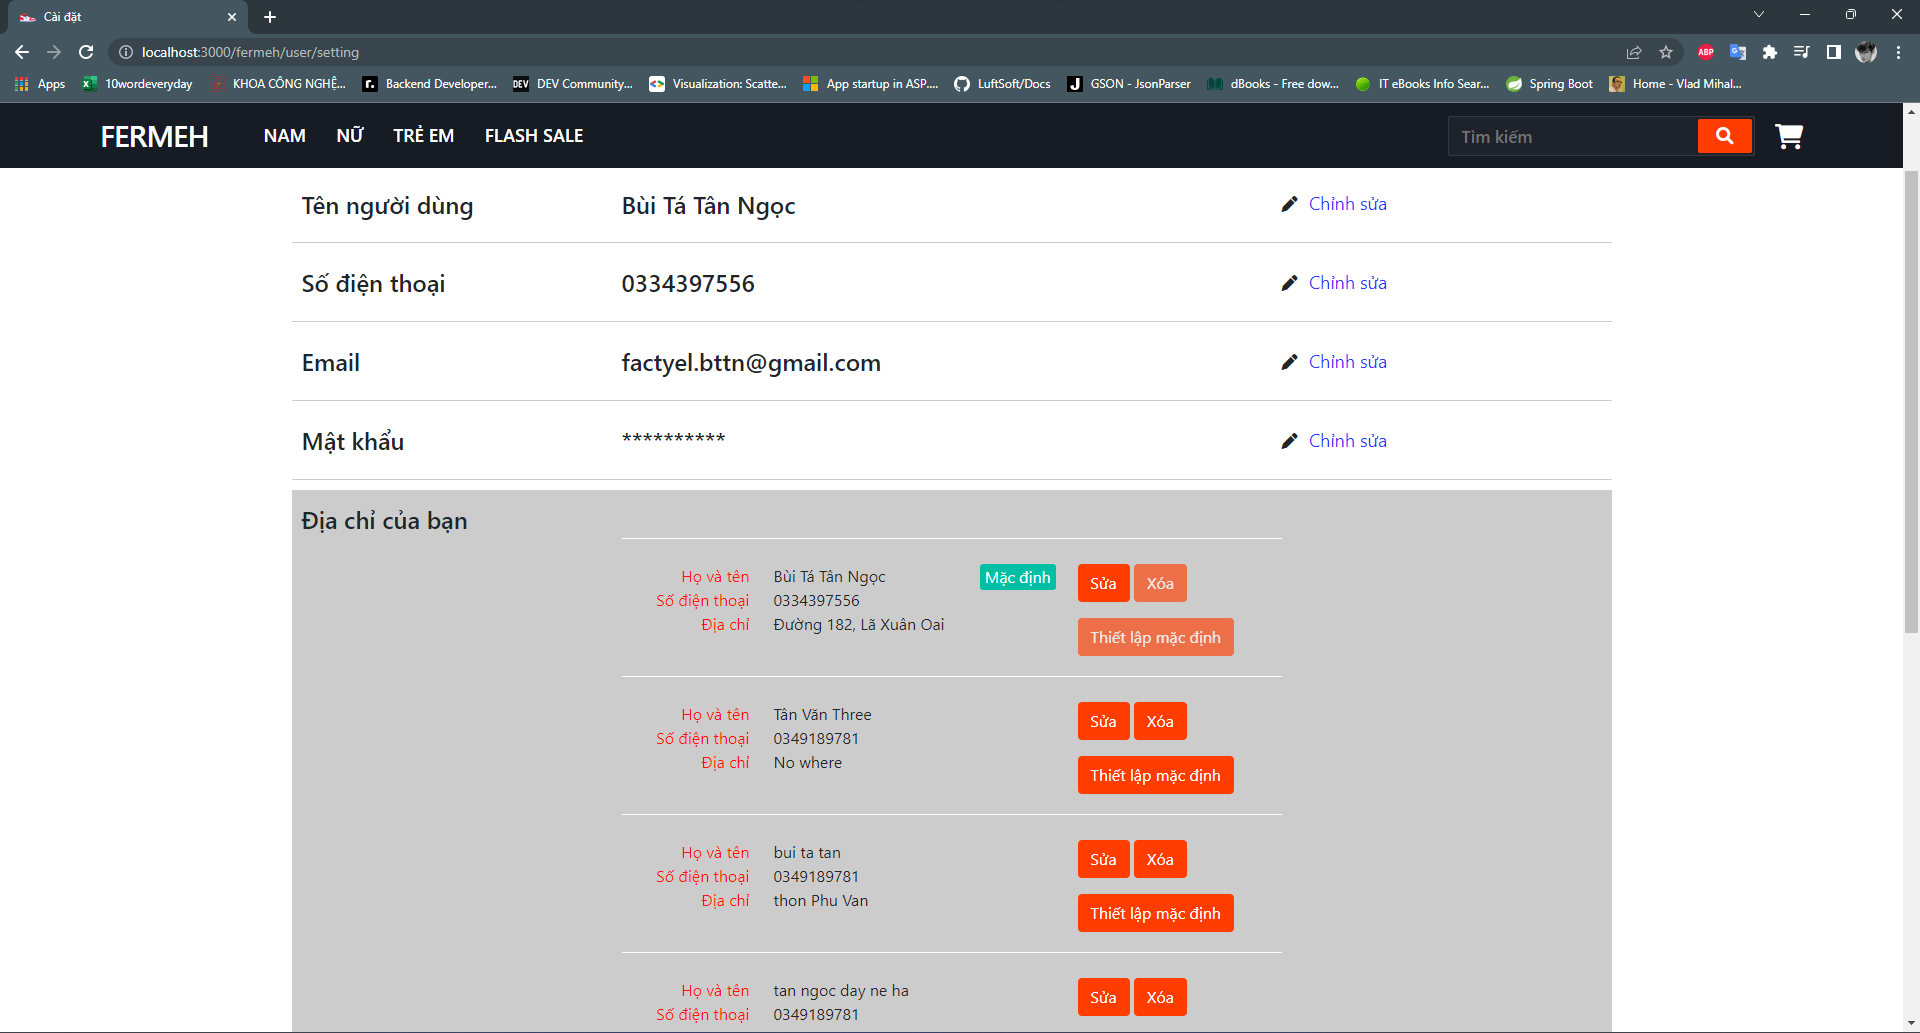 Cài đặt
localhost:3000/fermeh/user/setting
ABP
Apps
10wordeveryday
KHOA CÔNG NGHỆ...
r.
Backend Developer...
DEV
DEV Community...
Visualization: Scatte...
App startup in ASP....
LuftSoft/Docs
J
GSON - JsonParser
dBooks - Free dow...
IT eBooks Info Sear...
Spring Boot
Home - Vlad Mihal...
FERMEH
NAM
NỮ
TRẺ EM
FLASH SALE
Tìm kiếm
Tên người dùng
Bùi Tá Tân Ngọc
Chỉnh sửa
Số điện thoại
0334397556
Chỉnh sửa
Email
factyel.bttn@gmail.com
Chỉnh sửa
Mật khẩu
**********
Chỉnh sửa
Địa chỉ của bạn
Họ và tên
Bùi Tá Tân Ngọc
Mặc định
Sửa
Xóa
Số điện thoại
0334397556
Địa chỉ
Đường 182, Lã Xuân Oai
Thiết lập mặc định
Họ và tên
Tân Văn Three
Sửa
Xóa
Số điện thoại
0349189781
Địa chỉ
No where
Thiết lập mặc định
Họ và tên
bui ta tan
Sửa
Xóa
Số điện thoại
0349189781
Địa chỉ
thon Phu Van
Thiết lập mặc định
Họ và tên
tan ngoc day ne ha
Sửa
Xóa
Số điện thoại
0349189781